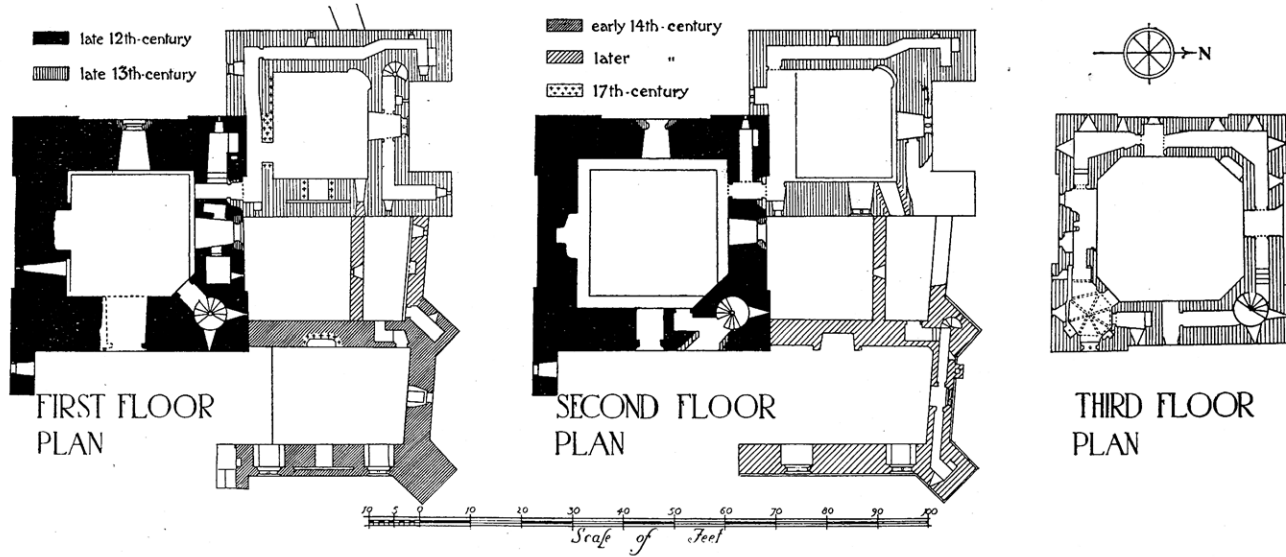 late 12th-century
late 13th-century
early 14th-century
later "
17th-century
N
FIRST FLOOR
PLAN
SECOND FLOOR
PLAN
THIRD FLOOR
PLAN
10 5 0 10 20 30 40 50 60 70 80 90 100
Scale of Feet